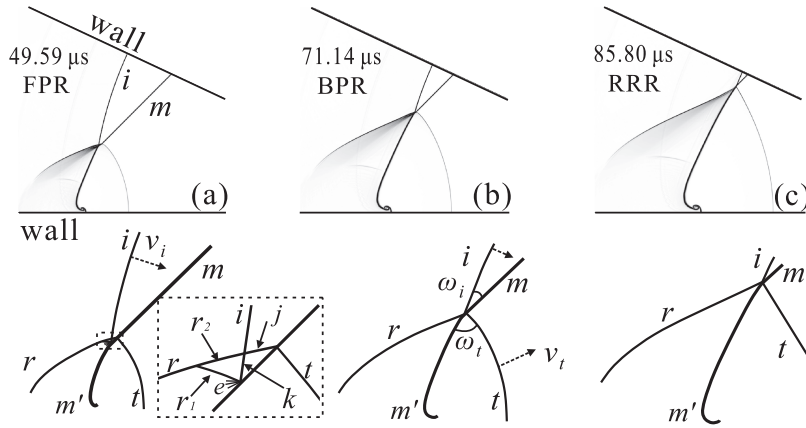 wall
49.59 μs
FPR
i
m
(a)
wall
71.14 μs
BPR
(b)
85.80 μs
RRR
(c)
i
v_i
m
r
t
m'
i
j
r_2
r
r_1
e
k
t
i
m
ω_i
r
ω_t
v_t
m'
t
i
m
r
t
m'